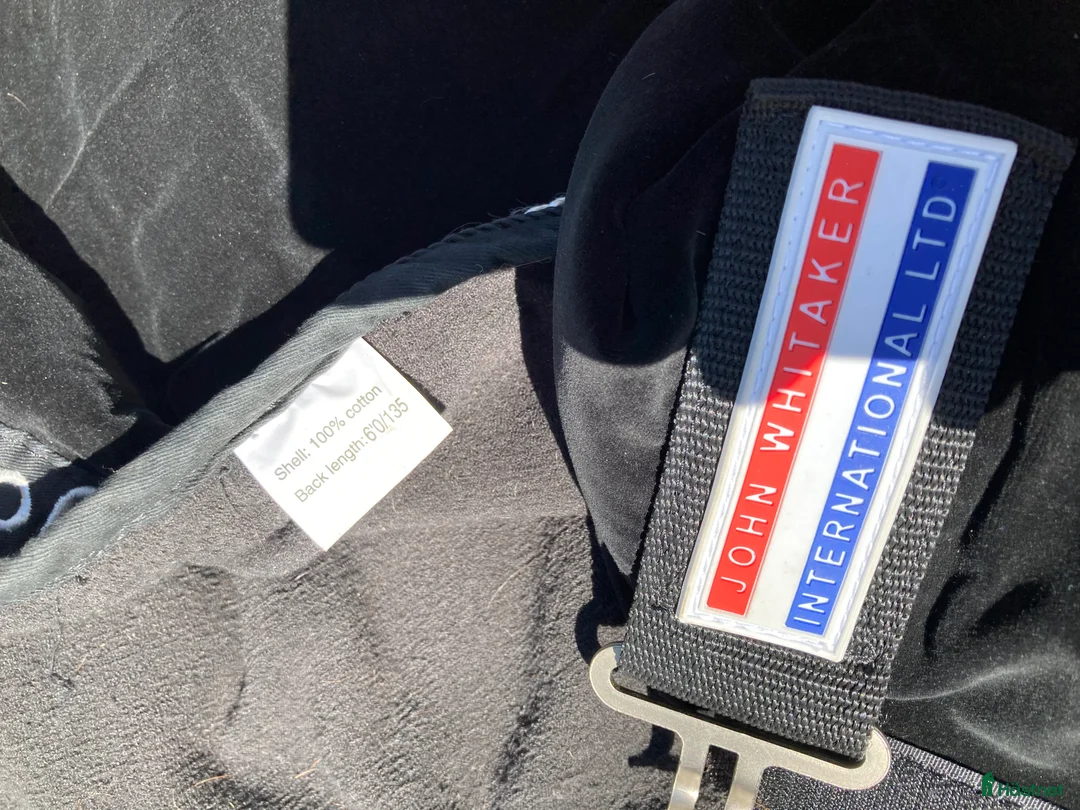 Shell: 100% cotton
Back length: 6'0/135
JOHN WHITAKER
INTERNATIONAL LTD